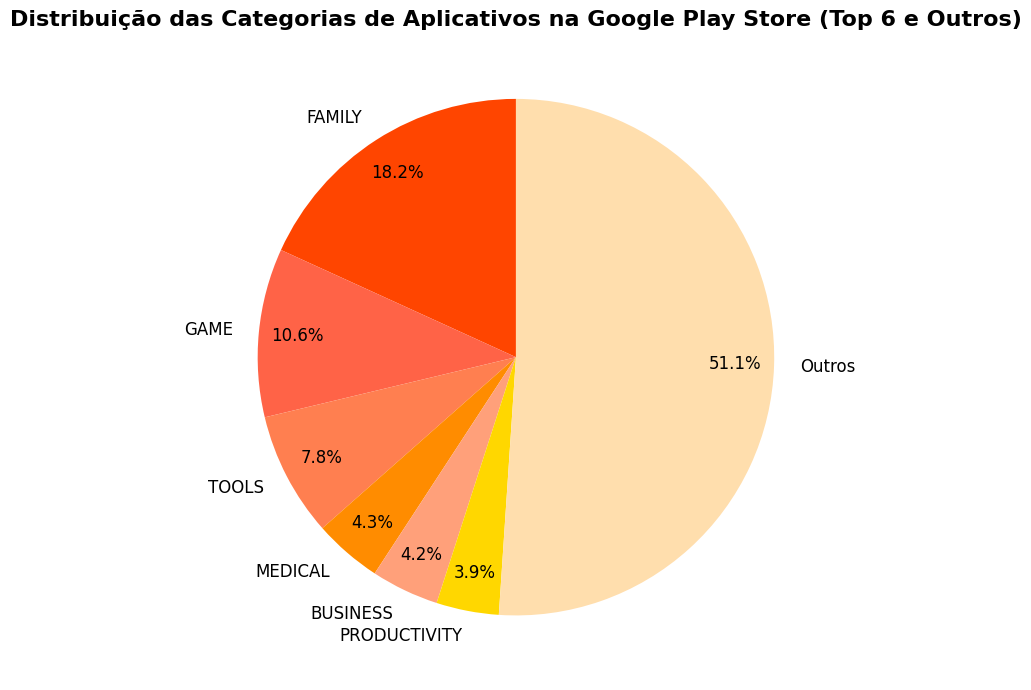 Distribuição das Categorias de Aplicativos na Google Play Store (Top 6 e Outros)
FAMILY
18.2%
GAME
10.6%
TOOLS
7.8%
MEDICAL
4.3%
BUSINESS
4.2%
PRODUCTIVITY
3.9%
Outros
51.1%